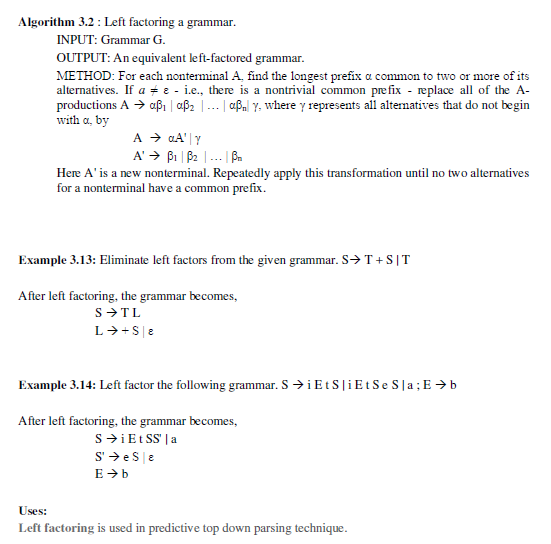 Algorithm 3.2 : Left factoring a grammar.
INPUT: Grammar G.
OUTPUT: An equivalent left-factored grammar.
METHOD: For each nonterminal A, find the longest prefix α common to two or more of its
alternatives. If α ≠ ε - i.e., there is a nontrivial common prefix - replace all of the A-
productions A → αβ₁ | αβ₂ | … | αβₙ| γ, where γ represents all alternatives that do not begin
with α, by
A → αA'| γ
A' → β₁ | β₂ | … | βₙ
Here A' is a new nonterminal. Repeatedly apply this transformation until no two alternatives
for a nonterminal have a common prefix.
Example 3.13: Eliminate left factors from the given grammar. S→ T + S | T
After left factoring, the grammar becomes,
S → T L
L → + S | ε
Example 3.14: Left factor the following grammar. S → i E t S | i E t S e S | a ; E → b
After left factoring, the grammar becomes,
S → i E t SS' | a
S' → e S | ε
E → b
Uses:
Left factoring is used in predictive top down parsing technique.